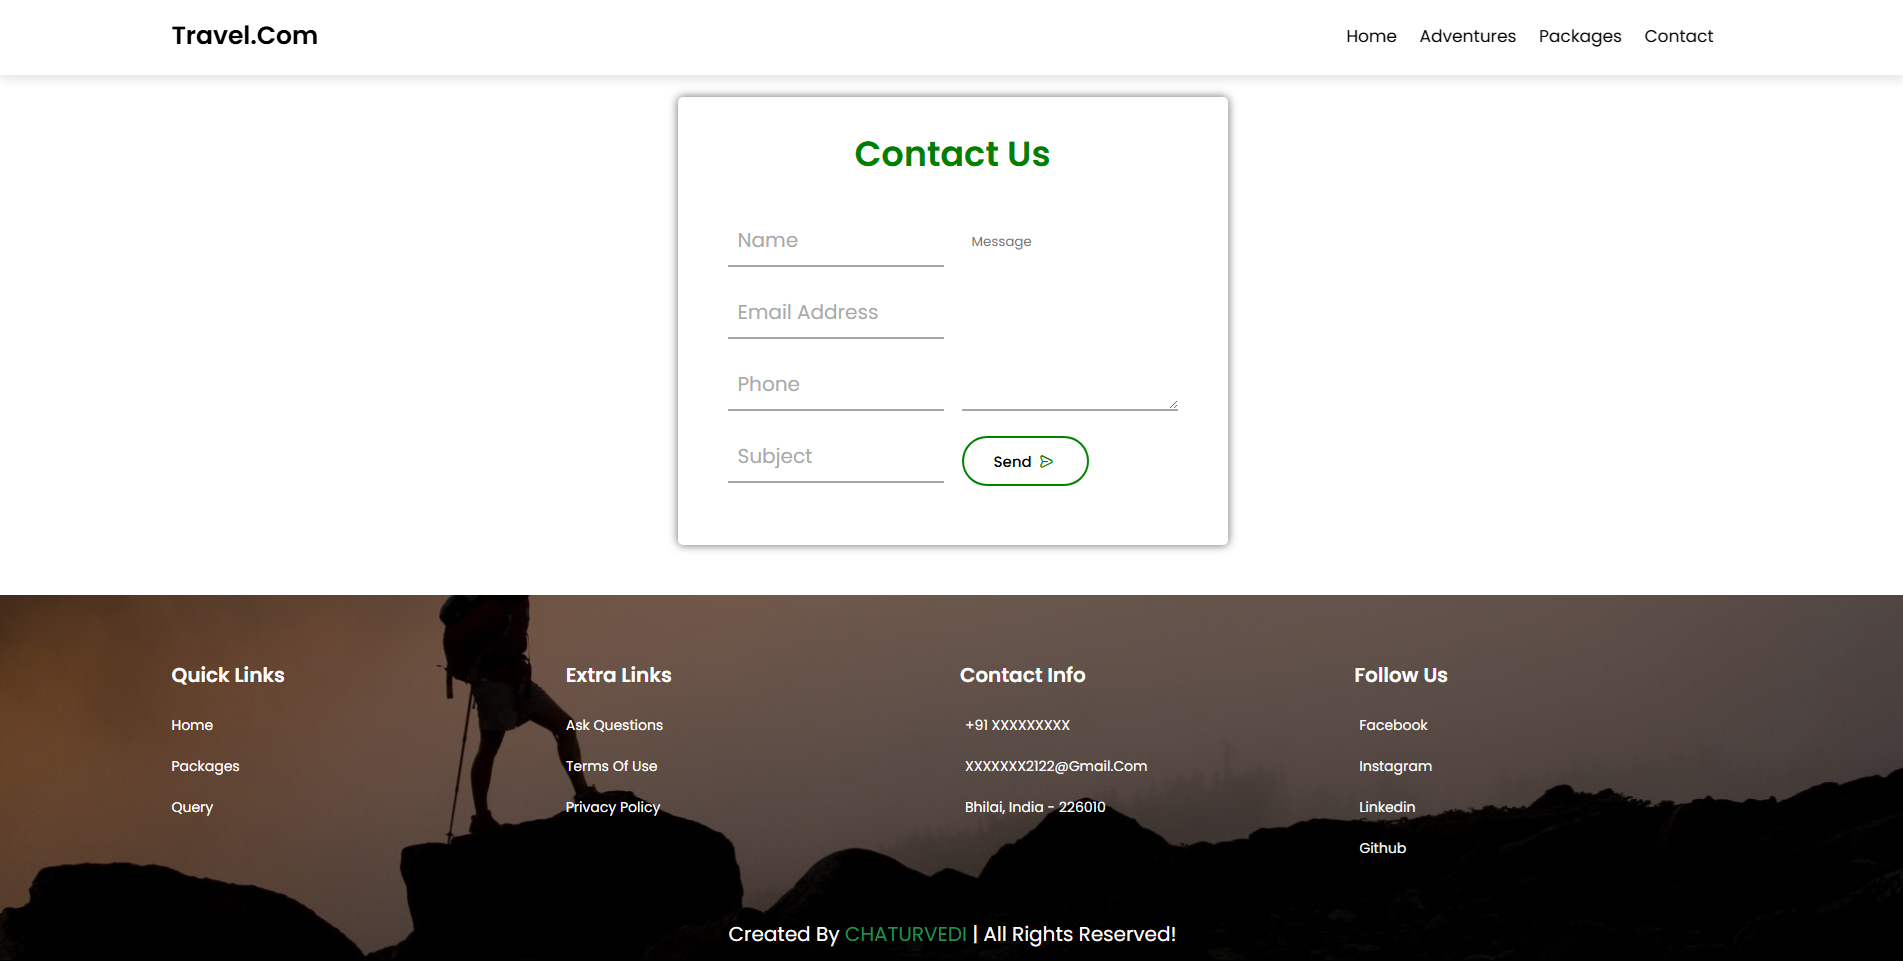 Travel.Com
Home Adventures Packages Contact
Contact Us
Name
Message
Email Address
Phone
Subject
Send
Quick Links
Home
Packages
Query
Extra Links
Ask Questions
Terms Of Use
Privacy Policy
Contact Info
+91 XXXXXXXXX
XXXXXXX2122@Gmail.Com
Bhilai, India - 226010
Follow Us
Facebook
Instagram
Linkedin
Github
Created By CHATURVEDI | All Rights Reserved!